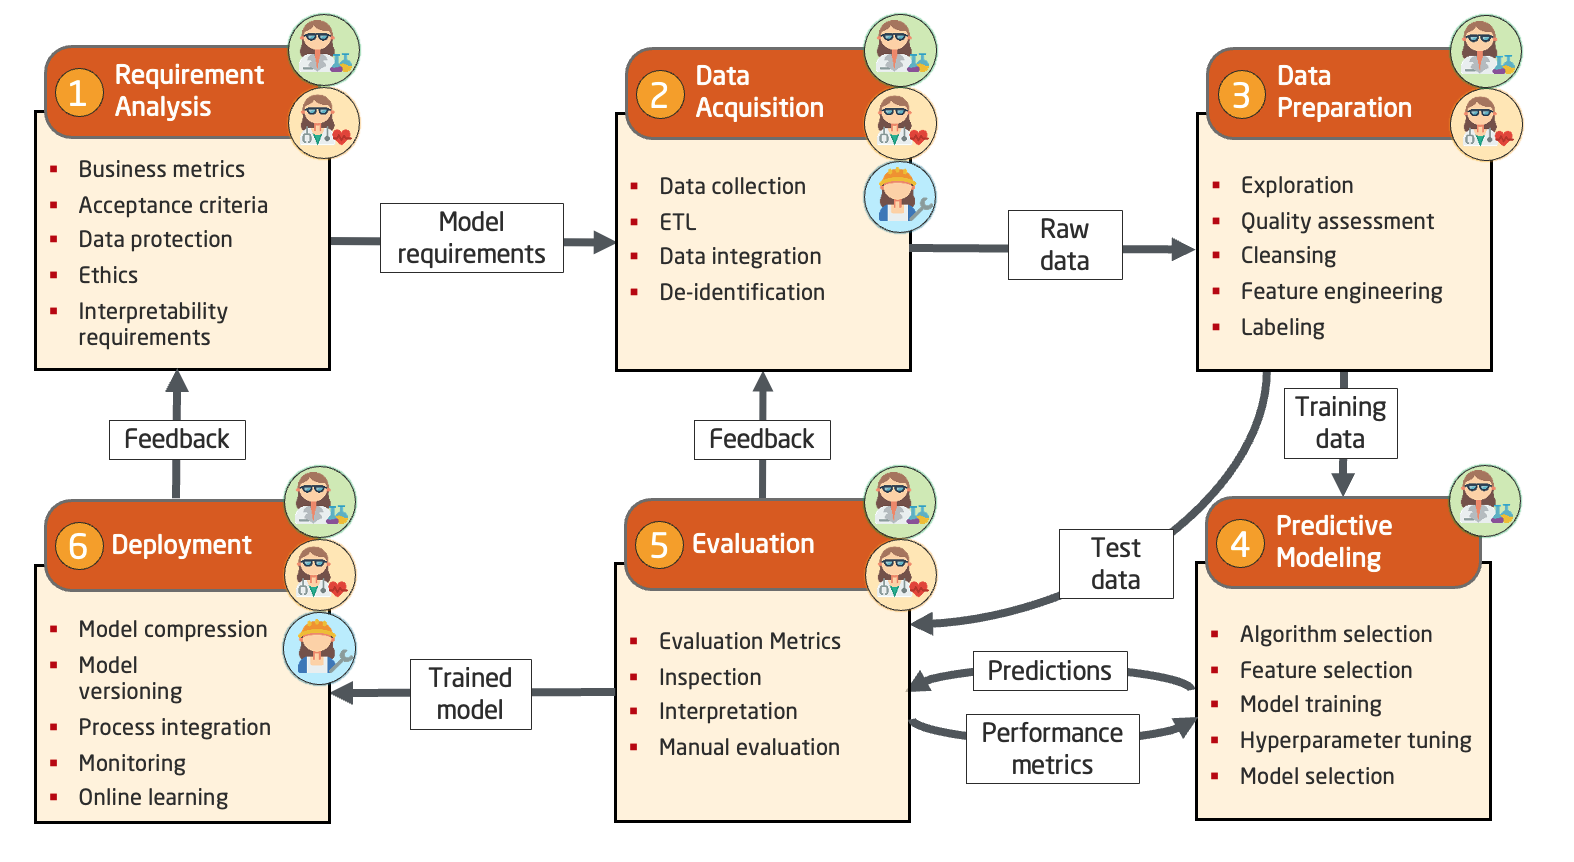 1
Requirement
Analysis
Business metrics
Acceptance criteria
Data protection
Ethics
Interpretability
requirements
Model
requirements
2
Data
Acquisition
Data collection
ETL
Data integration
De-identification
Raw
data
3
Data
Preparation
Exploration
Quality assessment
Cleansing
Feature engineering
Labeling
Training
data
Test
data
4
Predictive
Modeling
Algorithm selection
Feature selection
Model training
Hyperparameter tuning
Model selection
Predictions
Performance
metrics
5
Evaluation
Evaluation Metrics
Inspection
Interpretation
Manual evaluation
Feedback
Trained
model
6
Deployment
Model compression
Model
versioning
Process integration
Monitoring
Online learning
Feedback